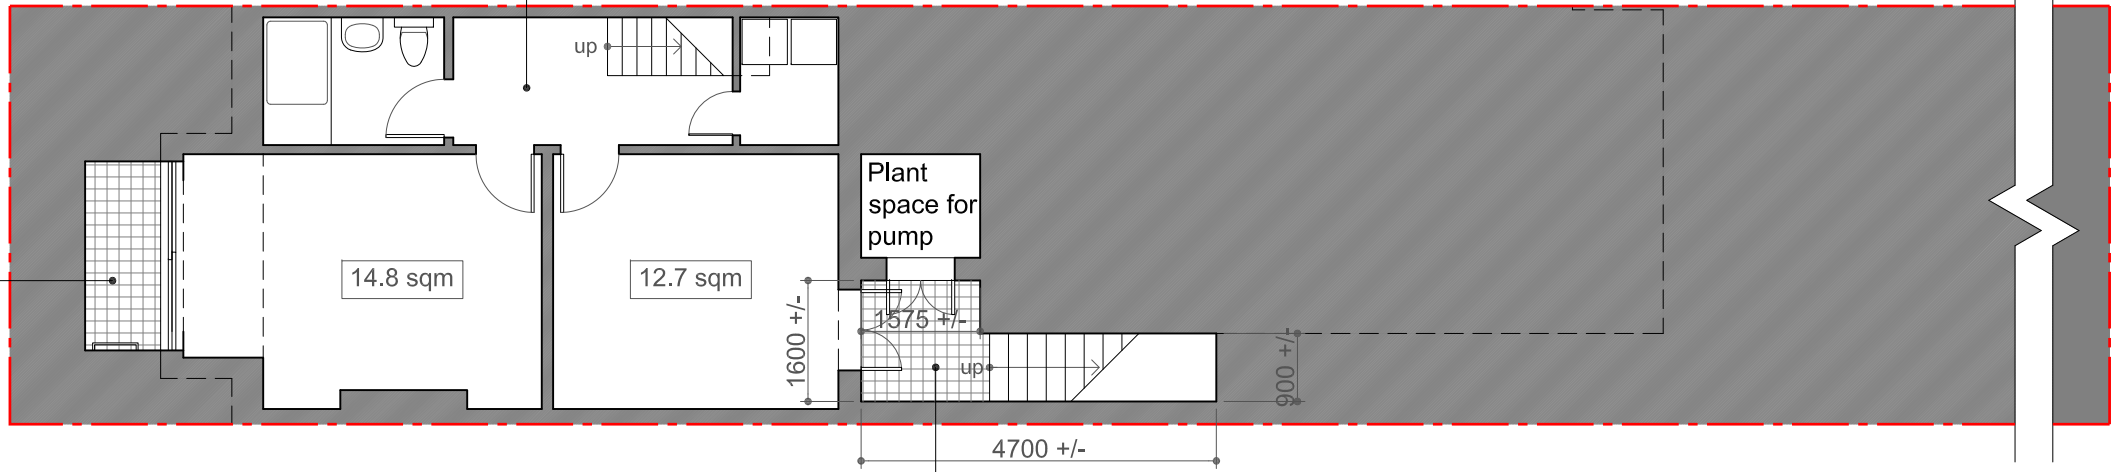 up
Plant
space for
pump
14.8 sqm
12.7 sqm
1575 +/-
1600 +/-
up
900 +/-
4700 +/-